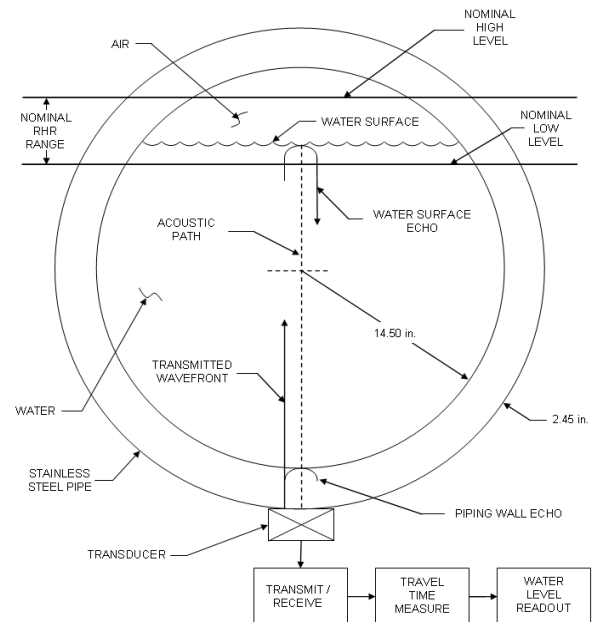 NOMINAL
HIGH
LEVEL
AIR
NOMINAL
RHR
RANGE
WATER SURFACE
NOMINAL
LOW
LEVEL
WATER SURFACE
ECHO
ACOUSTIC
PATH
14.50 in.
TRANSMITTED
WAVEFRONT
WATER
2.45 in.
STAINLESS
STEEL PIPE
PIPING WALL ECHO
TRANSDUCER
TRANSMIT /
RECEIVE
TRAVEL
TIME
MEASURE
WATER
LEVEL
READOUT